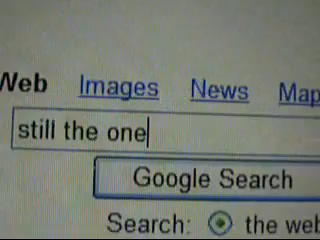 Web Images News Map
still the one
Google Search
Search: the web